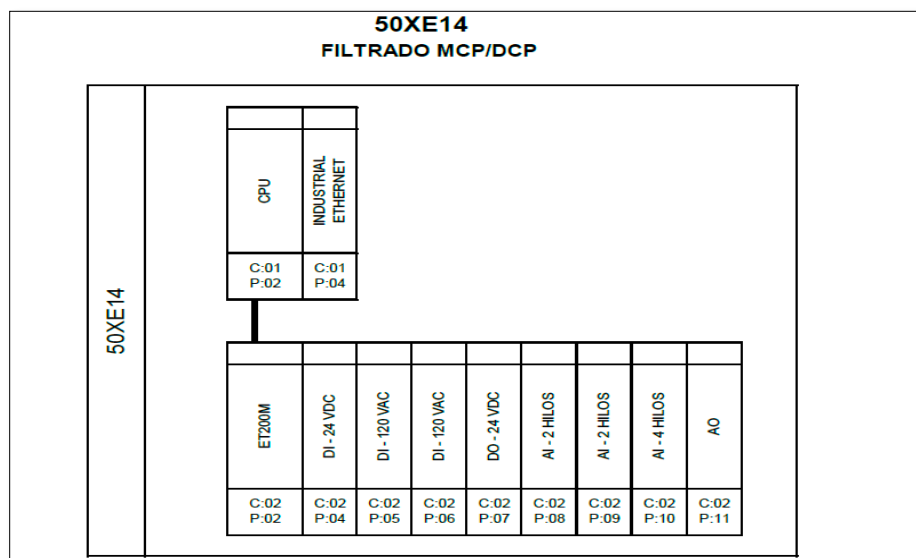 50XE14
FILTRADO MCP/DCP
50XE14
CPU
INDUSTRIAL
ETHERNET
C:01
P:02
C:01
P:04
ET200M
DI - 24 VDC
DI - 120 VAC
DI - 120 VAC
DO - 24 VDC
AI - 2 HILOS
AI - 2 HILOS
AI - 4 HILOS
AO
C:02
P:02
C:02
P:04
C:02
P:05
C:02
P:06
C:02
P:07
C:02
P:08
C:02
P:09
C:02
P:10
C:02
P:11